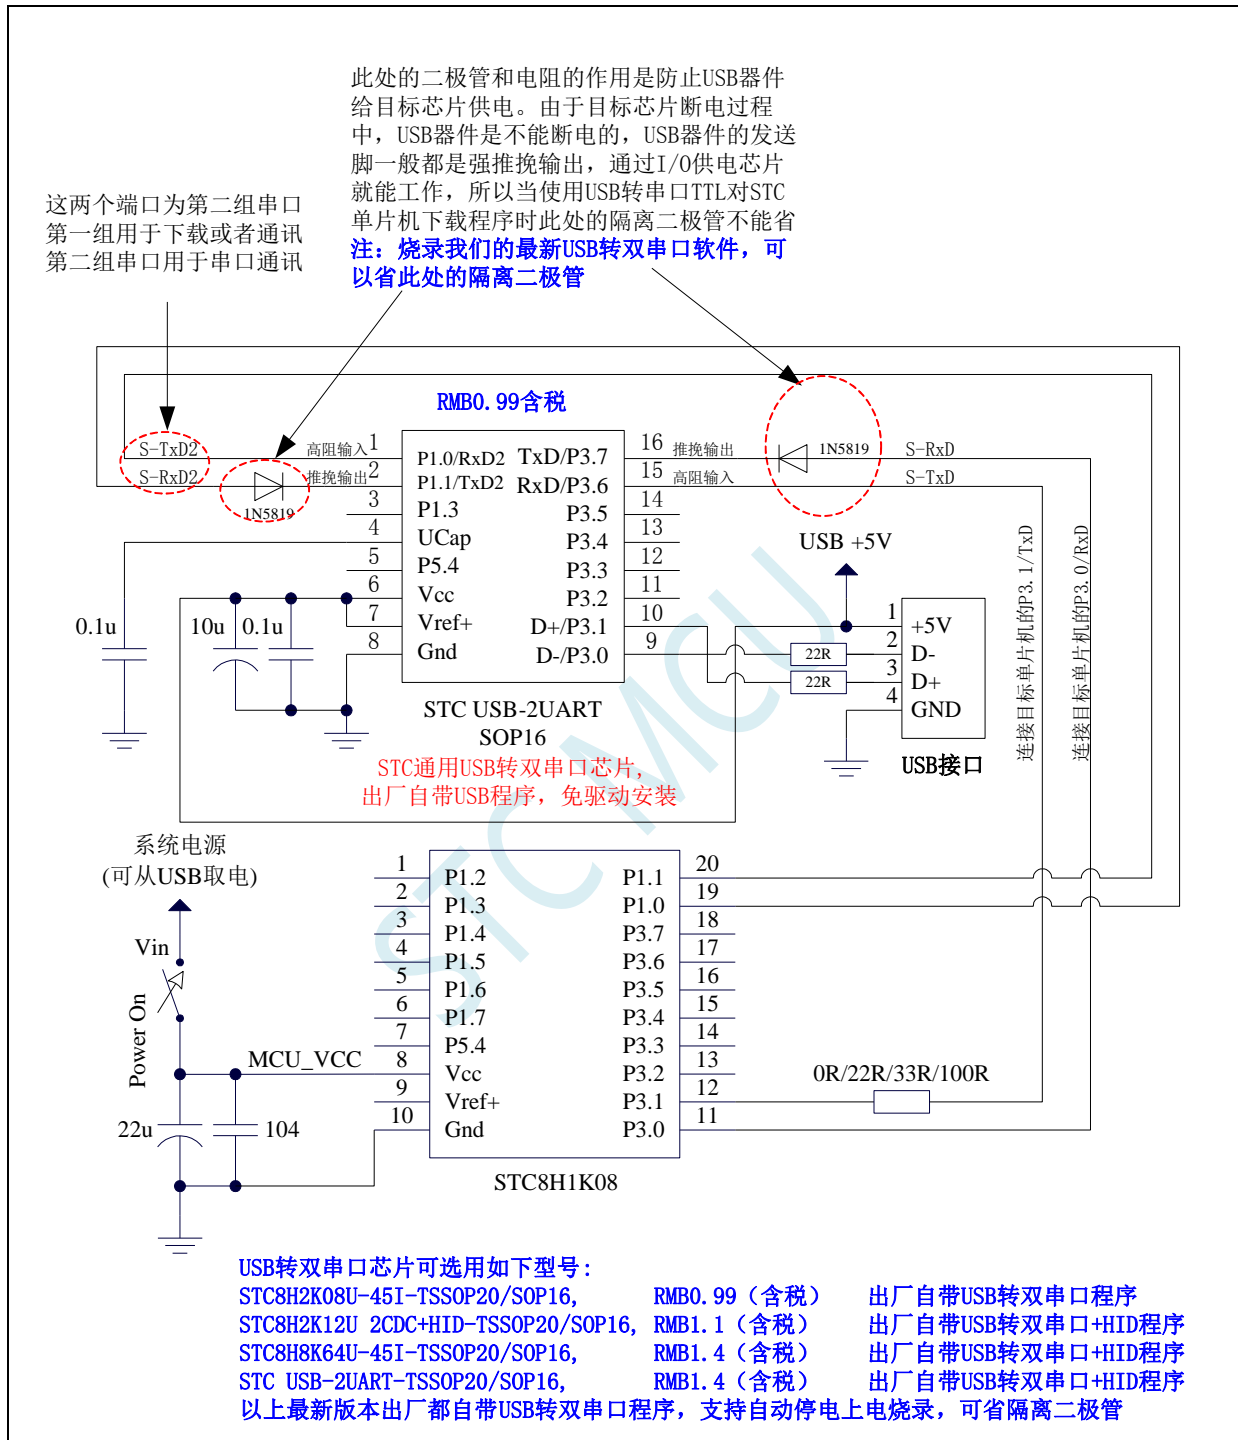 此处的二极管和电阻的作用是防止USB器件
给目标芯片供电。由于目标芯片断电过程
中，USB器件是不能断电的，USB器件的发送
脚一般都是强推挽输出，通过I/O供电芯片
就能工作，所以当使用USB转串口TTL对STC
单片机下载程序时此处的隔离二极管不能省
注：烧录我们的最新USB转双串口软件，可
以省此处的隔离二极管
这两个端口为第二组串口
第一组用于下载或者通讯
第二组串口用于串口通讯
RMB0.99含税
S-TxD2
高阻输入
1
P1.0/RxD2
S-RxD2
1N5819
推挽输出
2
P1.1/TxD2
3
P1.3
4
UCap
5
P5.4
6
Vcc
7
Vref+
8
Gnd
TxD/P3.7
16
推挽输出
1N5819
S-RxD
RxD/P3.6
15
高阻输入
S-TxD
P3.5
14
P3.4
13
P3.3
12
P3.2
11
D+/P3.1
10
D-/P3.0
9
0.1u
10u
0.1u
STC USB-2UART
SOP16
STC通用USB转双串口芯片,
出厂自带USB程序，免驱动安装
USB +5V
22R
22R
1
+5V
2
D-
3
D+
4
GND
USB接口
连接目标单片机的P3.1/TxD
连接目标单片机的P3.0/RxD
STC MCU
系统电源
(可从USB取电)
Vin
Power On
MCU_VCC
22u
104
1
P1.2
2
P1.3
3
P1.4
4
P1.5
5
P1.6
6
P1.7
7
P5.4
8
Vcc
9
Vref+
10
Gnd
P1.1
20
P1.0
19
P3.7
18
P3.6
17
P3.5
16
P3.4
15
P3.3
14
P3.2
13
P3.1
12
P3.0
11
0R/22R/33R/100R
STC8H1K08
USB转双串口芯片可选用如下型号:
STC8H2K08U-45I-TSSOP20/SOP16, RMB0.99（含税） 出厂自带USB转双串口程序
STC8H2K12U 2CDC+HID-TSSOP20/SOP16, RMB1.1（含税） 出厂自带USB转双串口+HID程序
STC8H8K64U-45I-TSSOP20/SOP16, RMB1.4（含税） 出厂自带USB转双串口+HID程序
STC USB-2UART-TSSOP20/SOP16, RMB1.4（含税） 出厂自带USB转双串口+HID程序
以上最新版本出厂都自带USB转双串口程序，支持自动停电上电烧录，可省隔离二极管